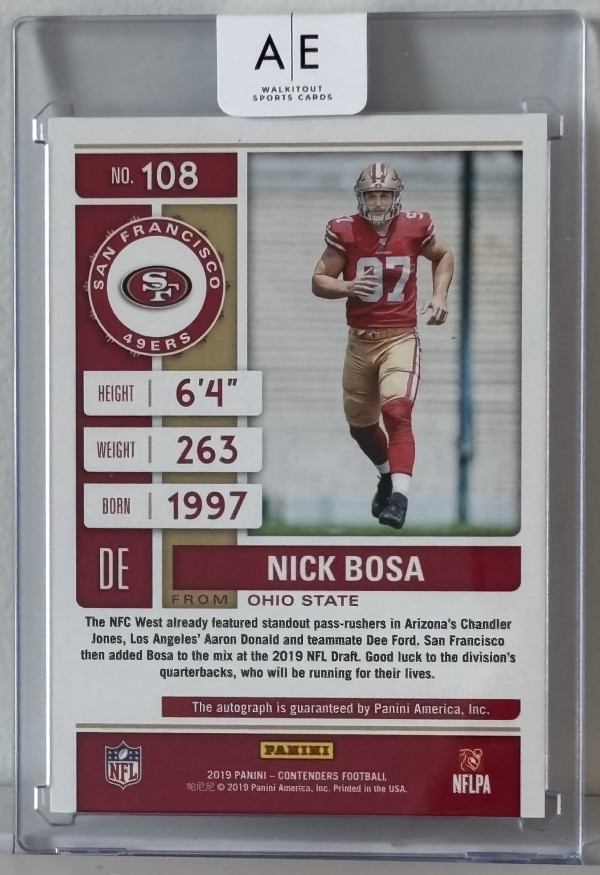 A|E
WALKITOUT
SPORTS CARDS
NO. 108
SAN FRANCISCO
SF
49ERS
97
HEIGHT 6'4"
WEIGHT 263
BORN 1997
DE
NICK BOSA
FROM OHIO STATE
The NFC West already featured standout pass-rushers in Arizona's Chandler
Jones, Los Angeles' Aaron Donald and teammate Dee Ford. San Francisco
then added Bosa to the mix at the 2019 NFL Draft. Good luck to the division's
quarterbacks, who will be running for their lives.
The autograph is guaranteed by Panini America, Inc.
PANINI
NFL
2019 PANINI – CONTENDERS FOOTBALL
帕尼尼 © 2019 Panini America, Inc. Printed in the USA.
NFLPA